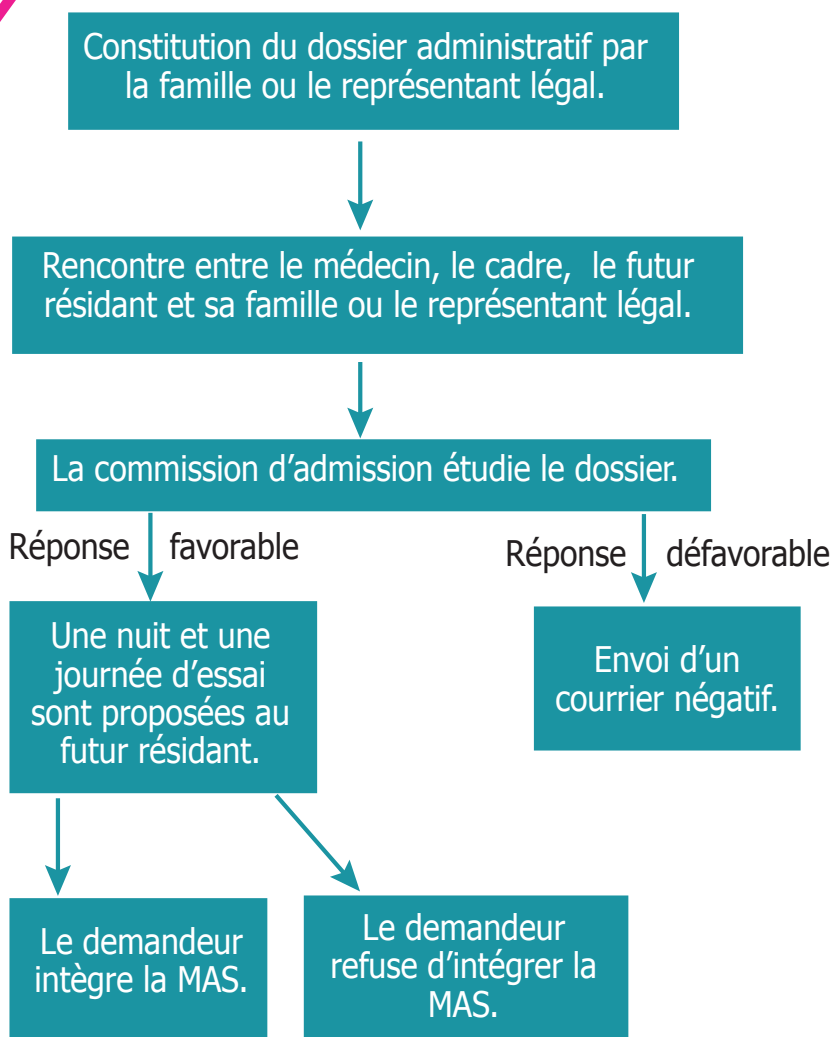 Constitution du dossier administratif par
la famille ou le représentant légal.
Rencontre entre le médecin, le cadre,  le futur
résidant et sa famille ou le représentant légal.
La commission d’admission étudie le dossier.
Réponse favorable
Réponse défavorable
Une nuit et une
journée d’essai
sont proposées au
futur résidant.
Envoi d’un
courrier négatif.
Le demandeur
intègre la MAS.
Le demandeur
refuse d’intégrer la
MAS.